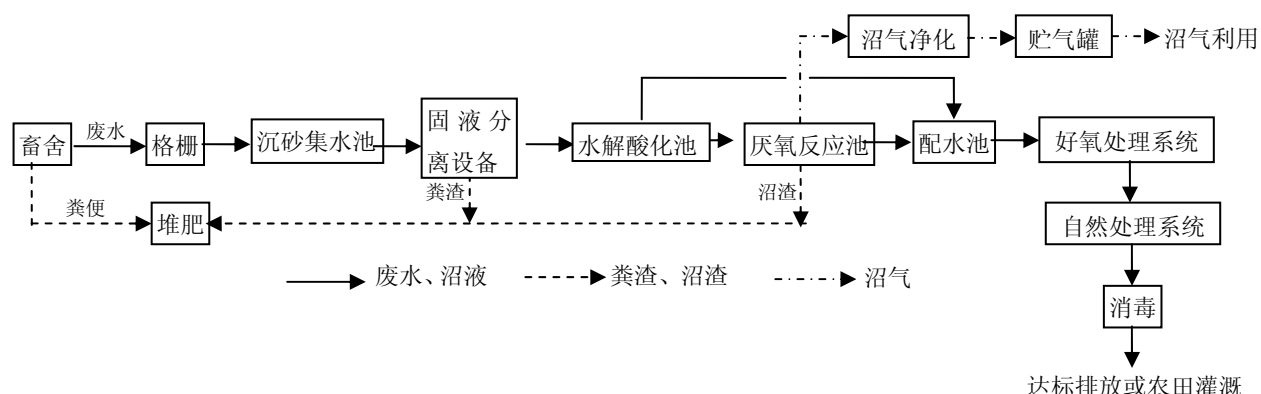 沼气净化
贮气罐
沼气利用
畜舍
废水
格栅
沉砂集水池
固液分
离设备
水解酸化池
厌氧反应池
配水池
好氧处理系统
粪便
堆肥
粪渣
沼渣
自然处理系统
废水、沼液
粪渣、沼渣
沼气
消毒
达标排放或农田灌溉